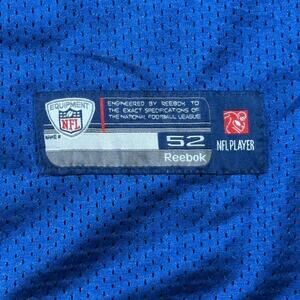 EQUIPMENT
NFL
ENGINEERED BY REEBOK TO
THE EXACT SPECIFICATIONS OF
THE NATIONAL FOOTBALL LEAGUE
52
Reebok
NFL PLAYER